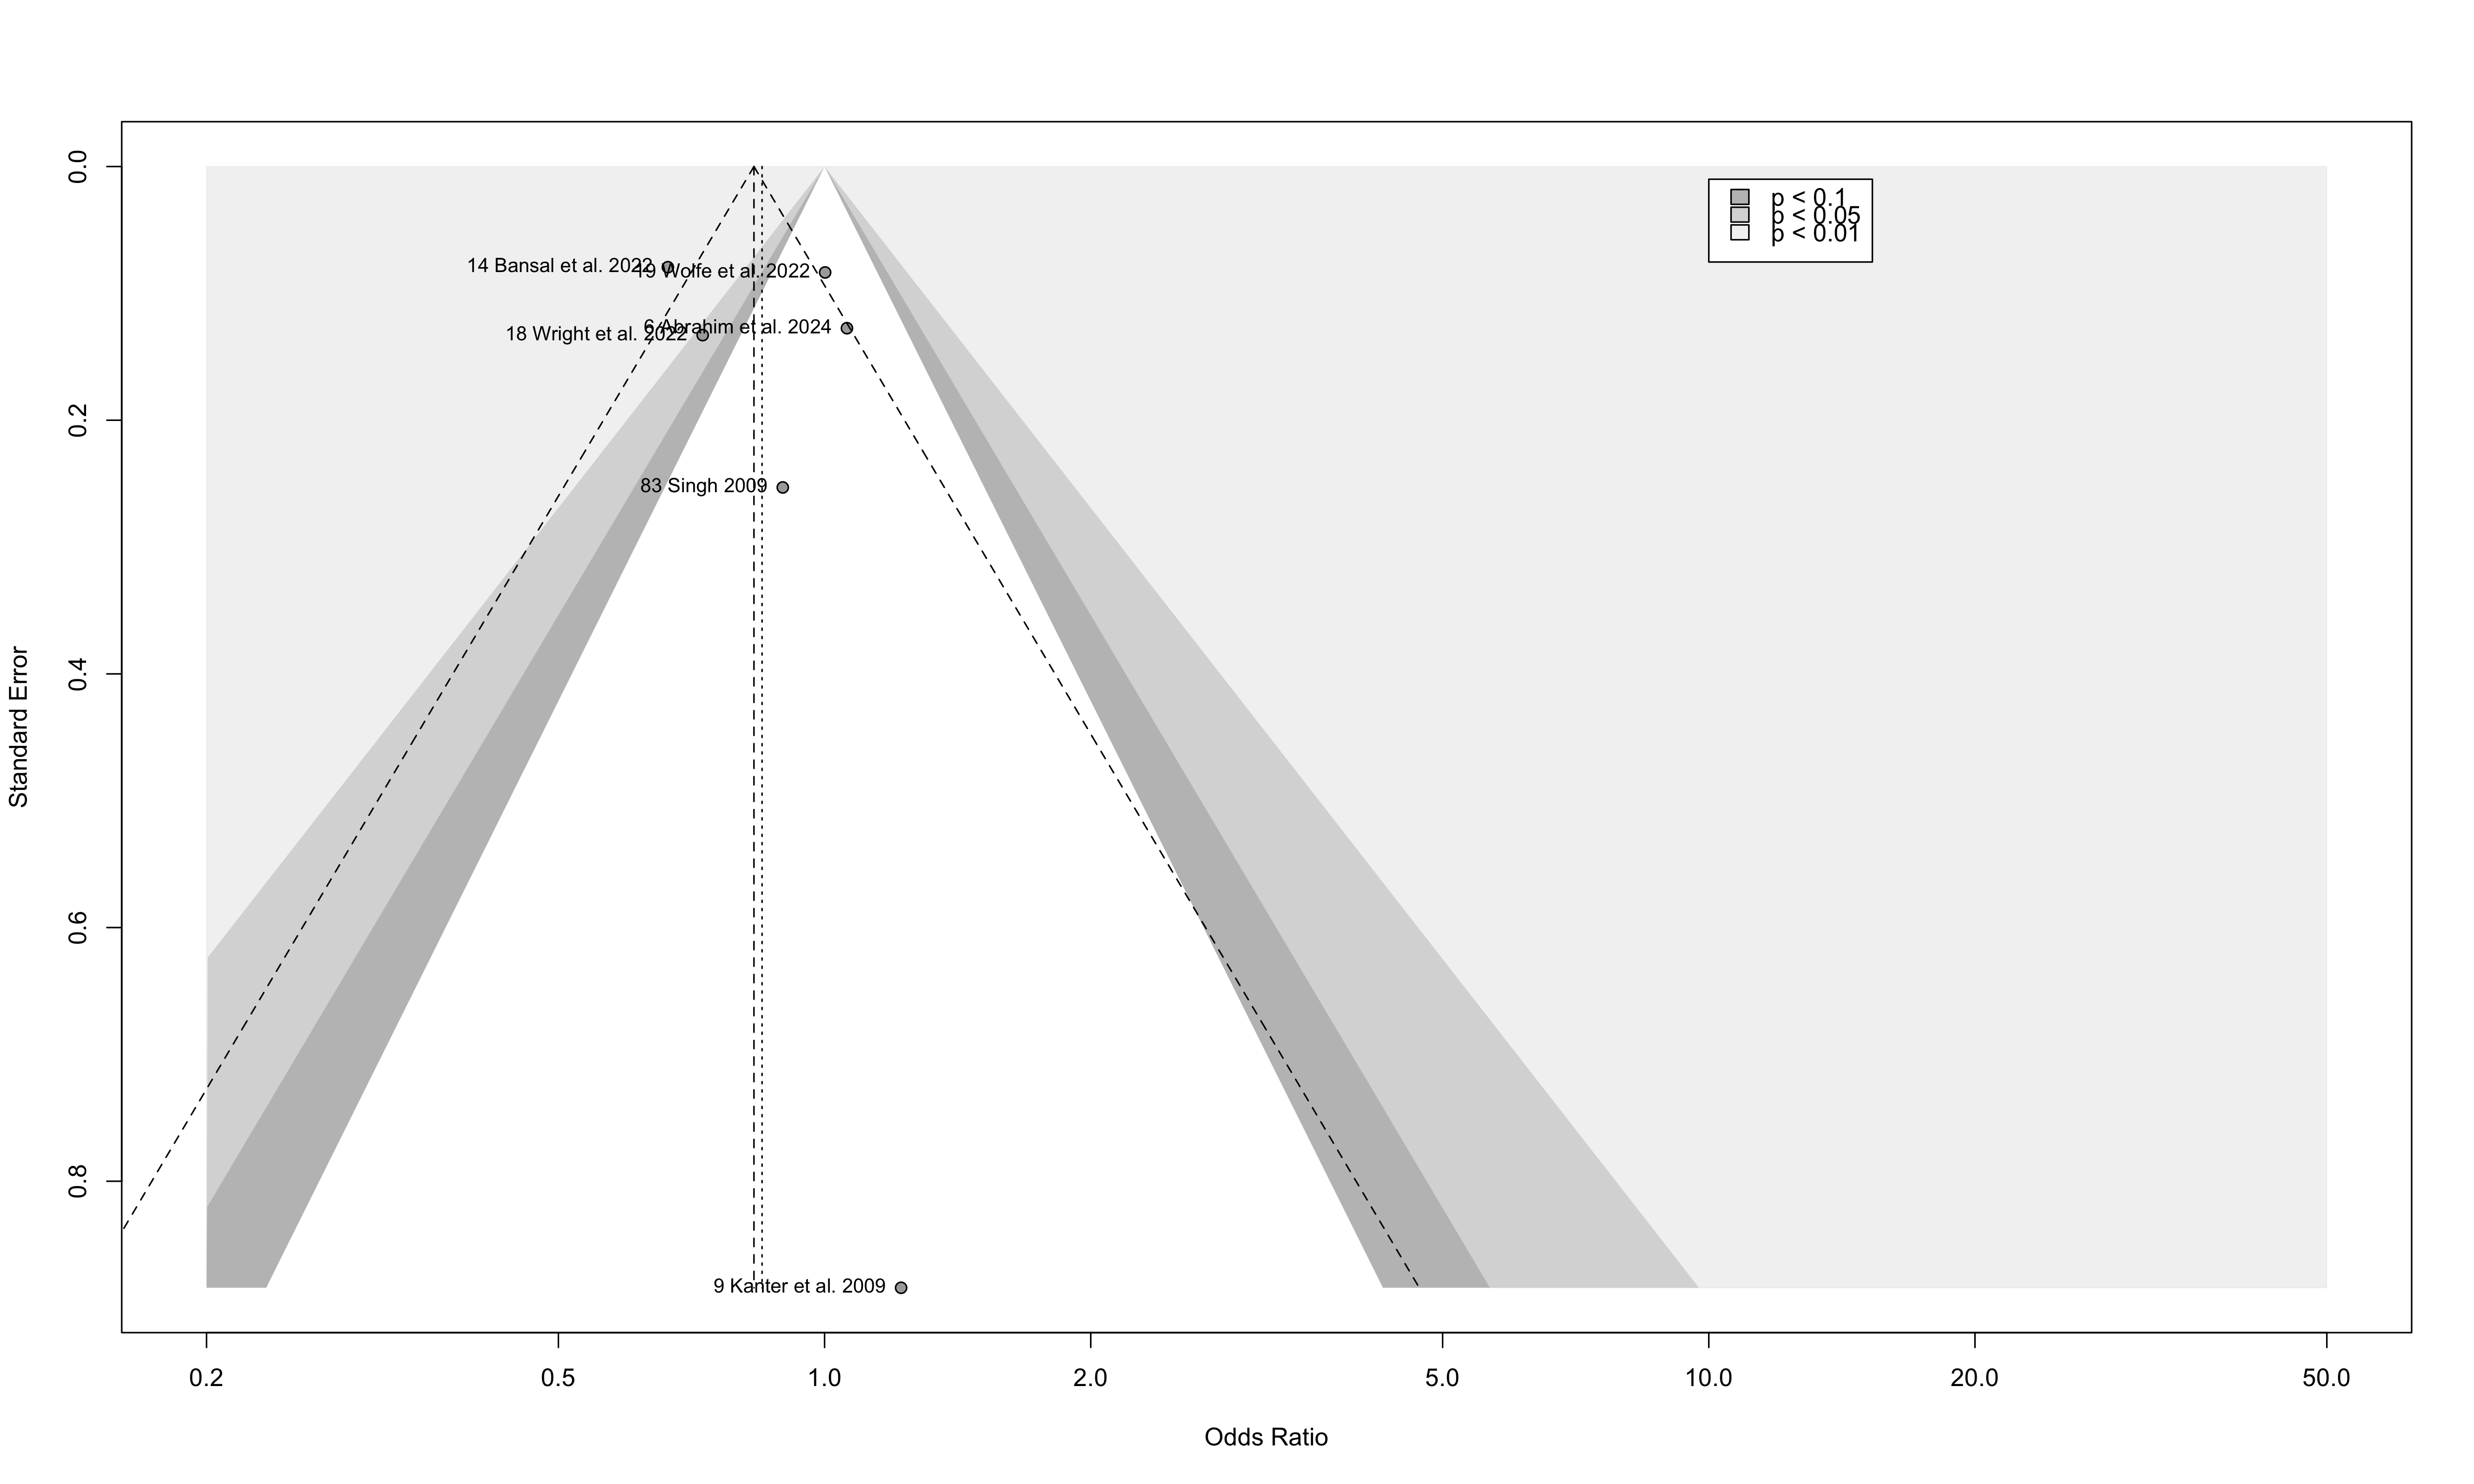 p < 0.1
p < 0.05
p < 0.01
14 Bansal et al. 2022
19 Wolfe et al. 2022
6 Abrahim et al. 2024
18 Wright et al. 2022
83 Singh 2009
9 Kanter et al. 2009
Standard Error
0.0
0.2
0.4
0.6
0.8
0.2
0.5
1.0
2.0
5.0
10.0
20.0
50.0
Odds Ratio